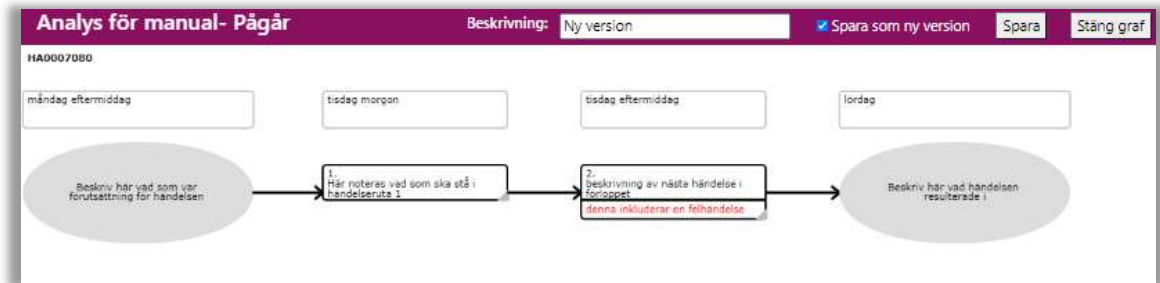 Analys för manual- Pågår
Beskrivning:
Ny version
Spara som ny version
Spara
Stäng graf
HA0007080
måndag eftermiddag
tisdag morgon
tisdag eftermiddag
lördag
Beskriv här vad som var
förutsättning för händelsen
1.
Här noteras vad som ska stå i
händelseruta 1
2.
beskrivning av nästa händelse i
förloppet
denna inkluderar en felhändelse
Beskriv här vad händelsen
resulterade i